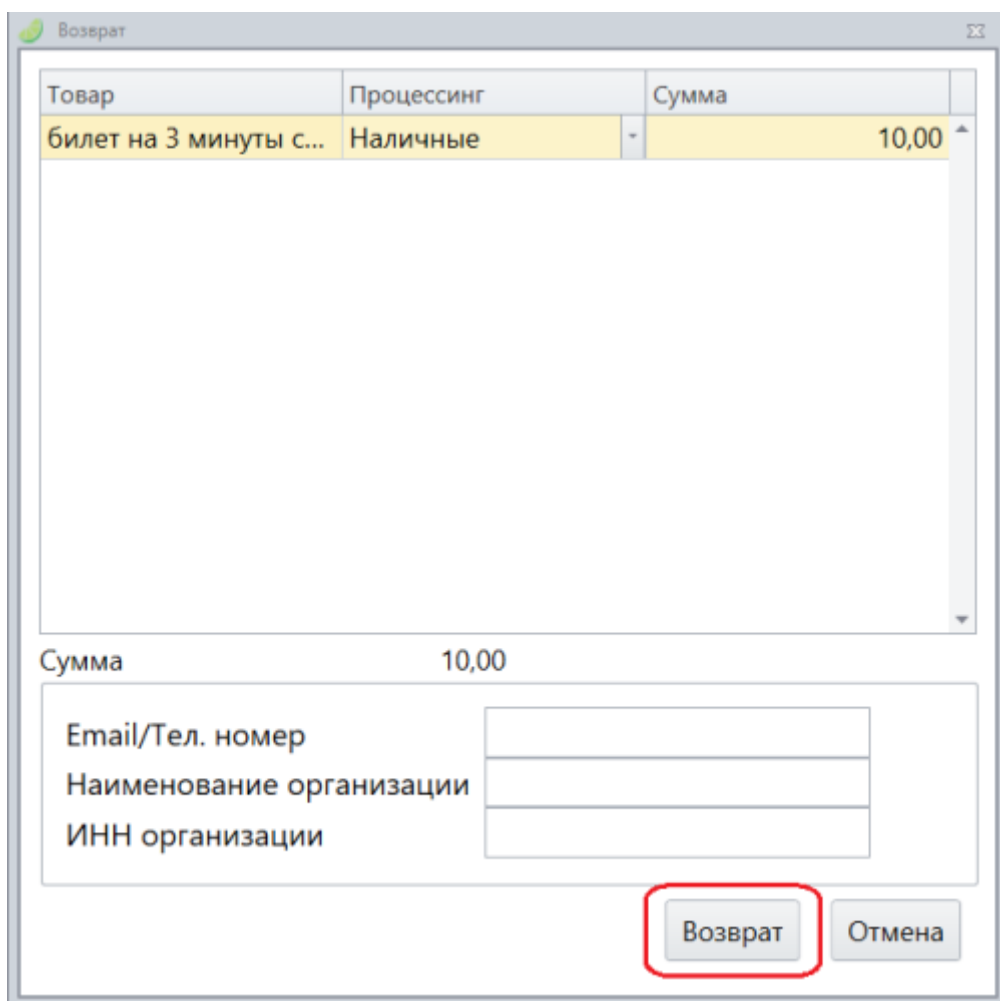 Возврат
Товар Процессинг Сумма
билет на 3 минуты с... Наличные 10,00
Сумма 10,00
Email/Тел. номер
Наименование организации
ИНН организации
Возврат Отмена